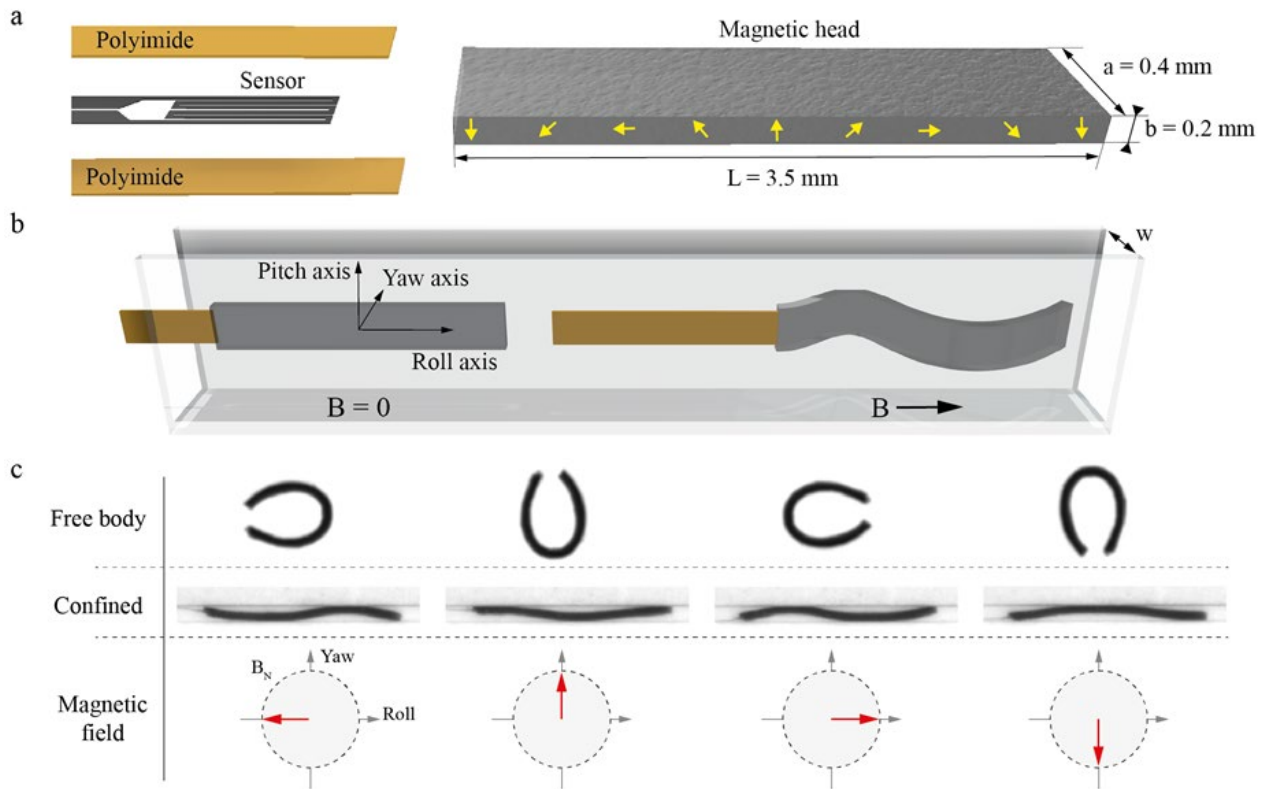 a
Polyimide
Sensor
Polyimide
Magnetic head
a = 0.4 mm
b = 0.2 mm
L = 3.5 mm
b
w
Pitch axis
Yaw axis
Roll axis
B = 0
B
c
Free body
Confined
Magnetic
field
B_N
Yaw
Roll